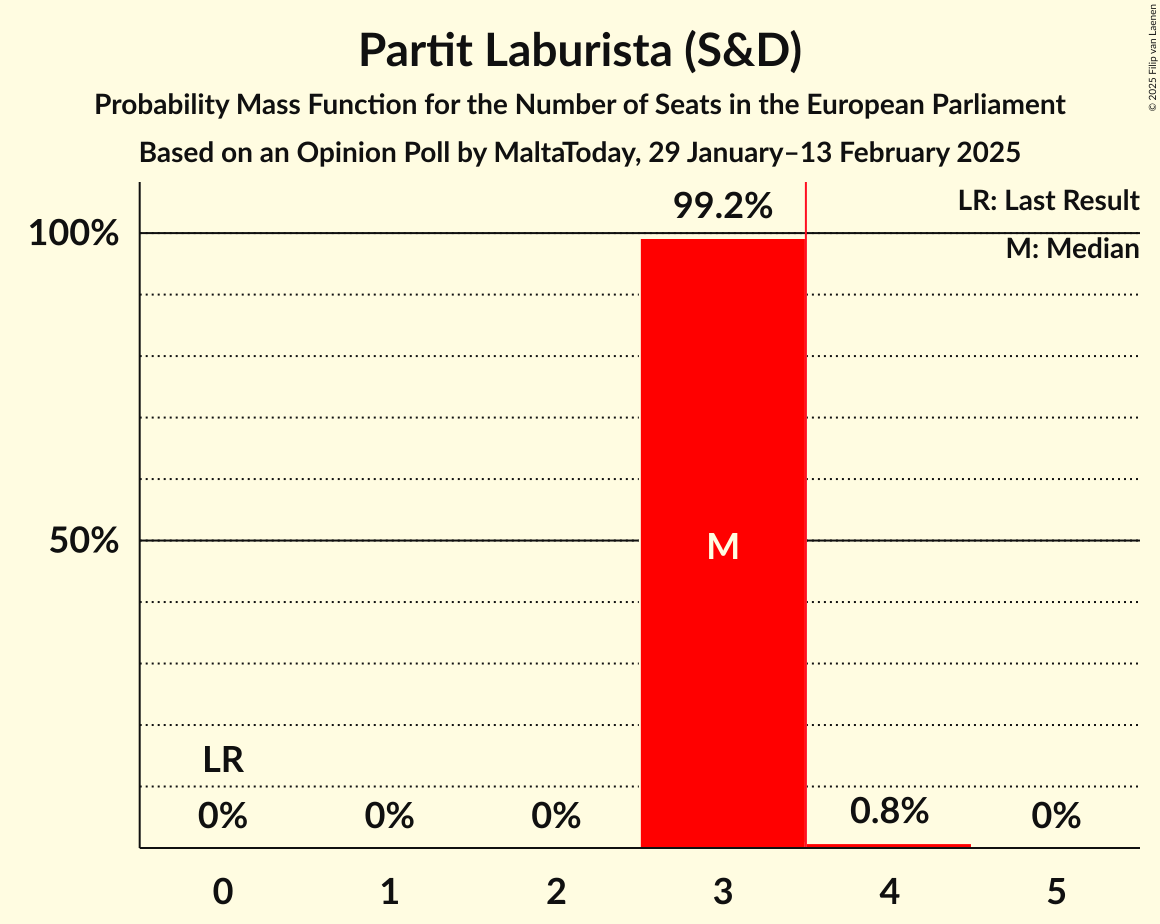 Partit Laburista (S&D)
Probability Mass Function for the Number of Seats in the European Parliament
Based on an Opinion Poll by MaltaToday, 29 January–13 February 2025
© 2025 Filip van Laenen
LR: Last Result
M: Median
99.2%
100%
50%
M
LR
0%
0%
0%
0.8%
0%
0
1
2
3
4
5